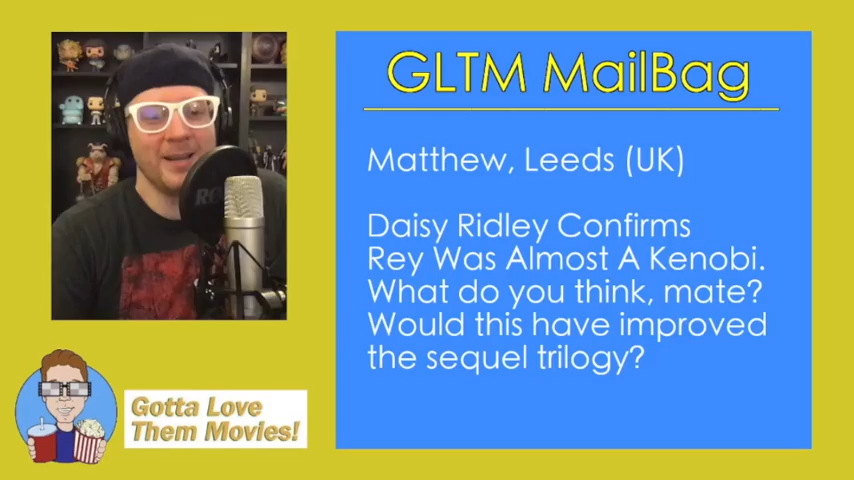 GLTM MailBag
Matthew, Leeds (UK)
Daisy Ridley Confirms
Rey Was Almost A Kenobi.
What do you think, mate?
Would this have improved
the sequel trilogy?
Gotta Love
Them Movies!